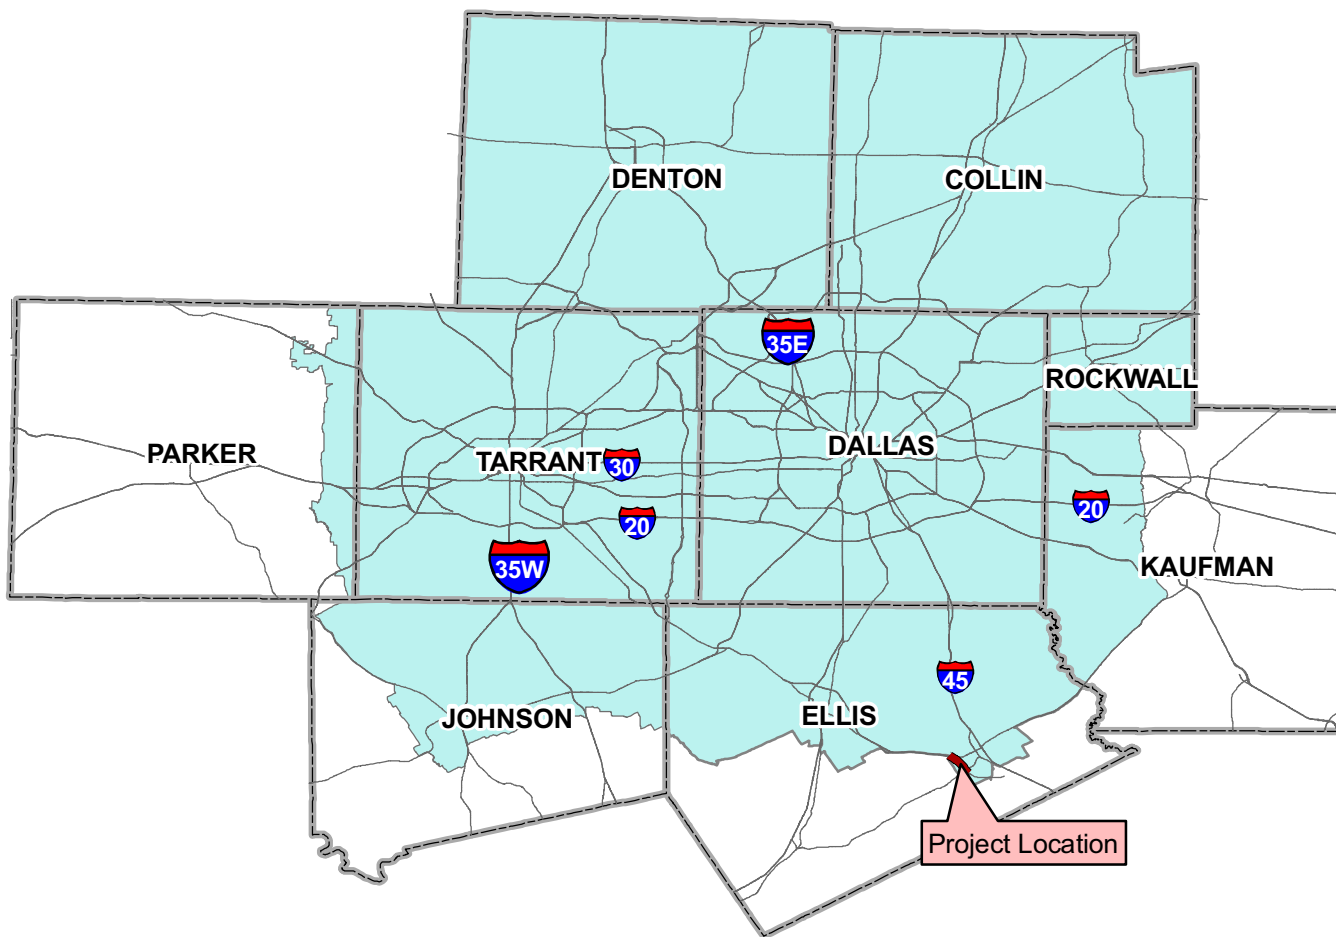 DENTON
COLLIN
35E
ROCKWALL
PARKER
TARRANT
30
DALLAS
20
20
35W
KAUFMAN
45
JOHNSON
ELLIS
Project Location